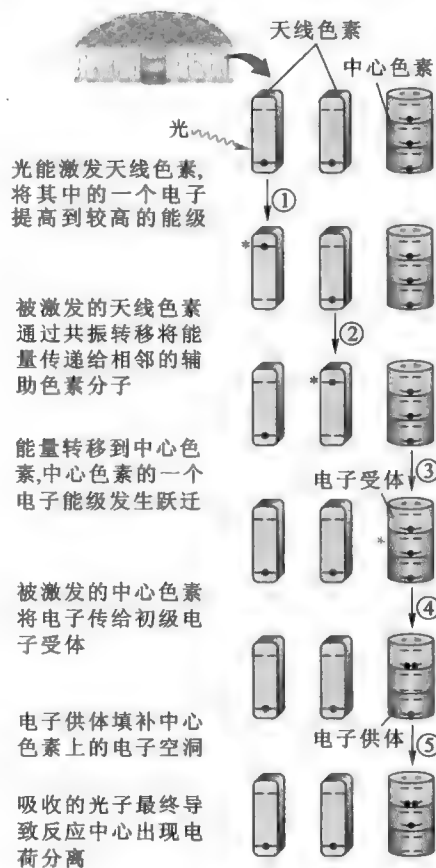 天线色素
中心色素
光
光能激发天线色素,
将其中的一个电子
提高到较高的能级
①
*
被激发的天线色素
通过共振转移将能
量传递给相邻的辅
助色素分子
②
*
能量转移到中心色
素,中心色素的一个
电子能级发生跃迁
③
电子受体
*
被激发的中心色素
将电子传给初级电
子受体
④
电子供体填补中心
色素上的电子空洞
电子供体
⑤
吸收的光子最终导
致反应中心出现电
荷分离